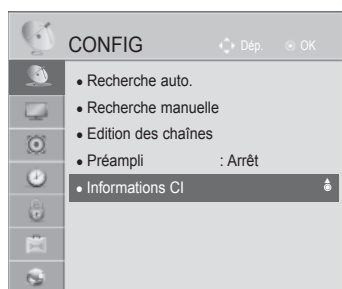 CONFIG Dép. OK
• Recherche auto.
• Recherche manuelle
• Edition des chaînes
• Préampli : Arrêt
• Informations CI